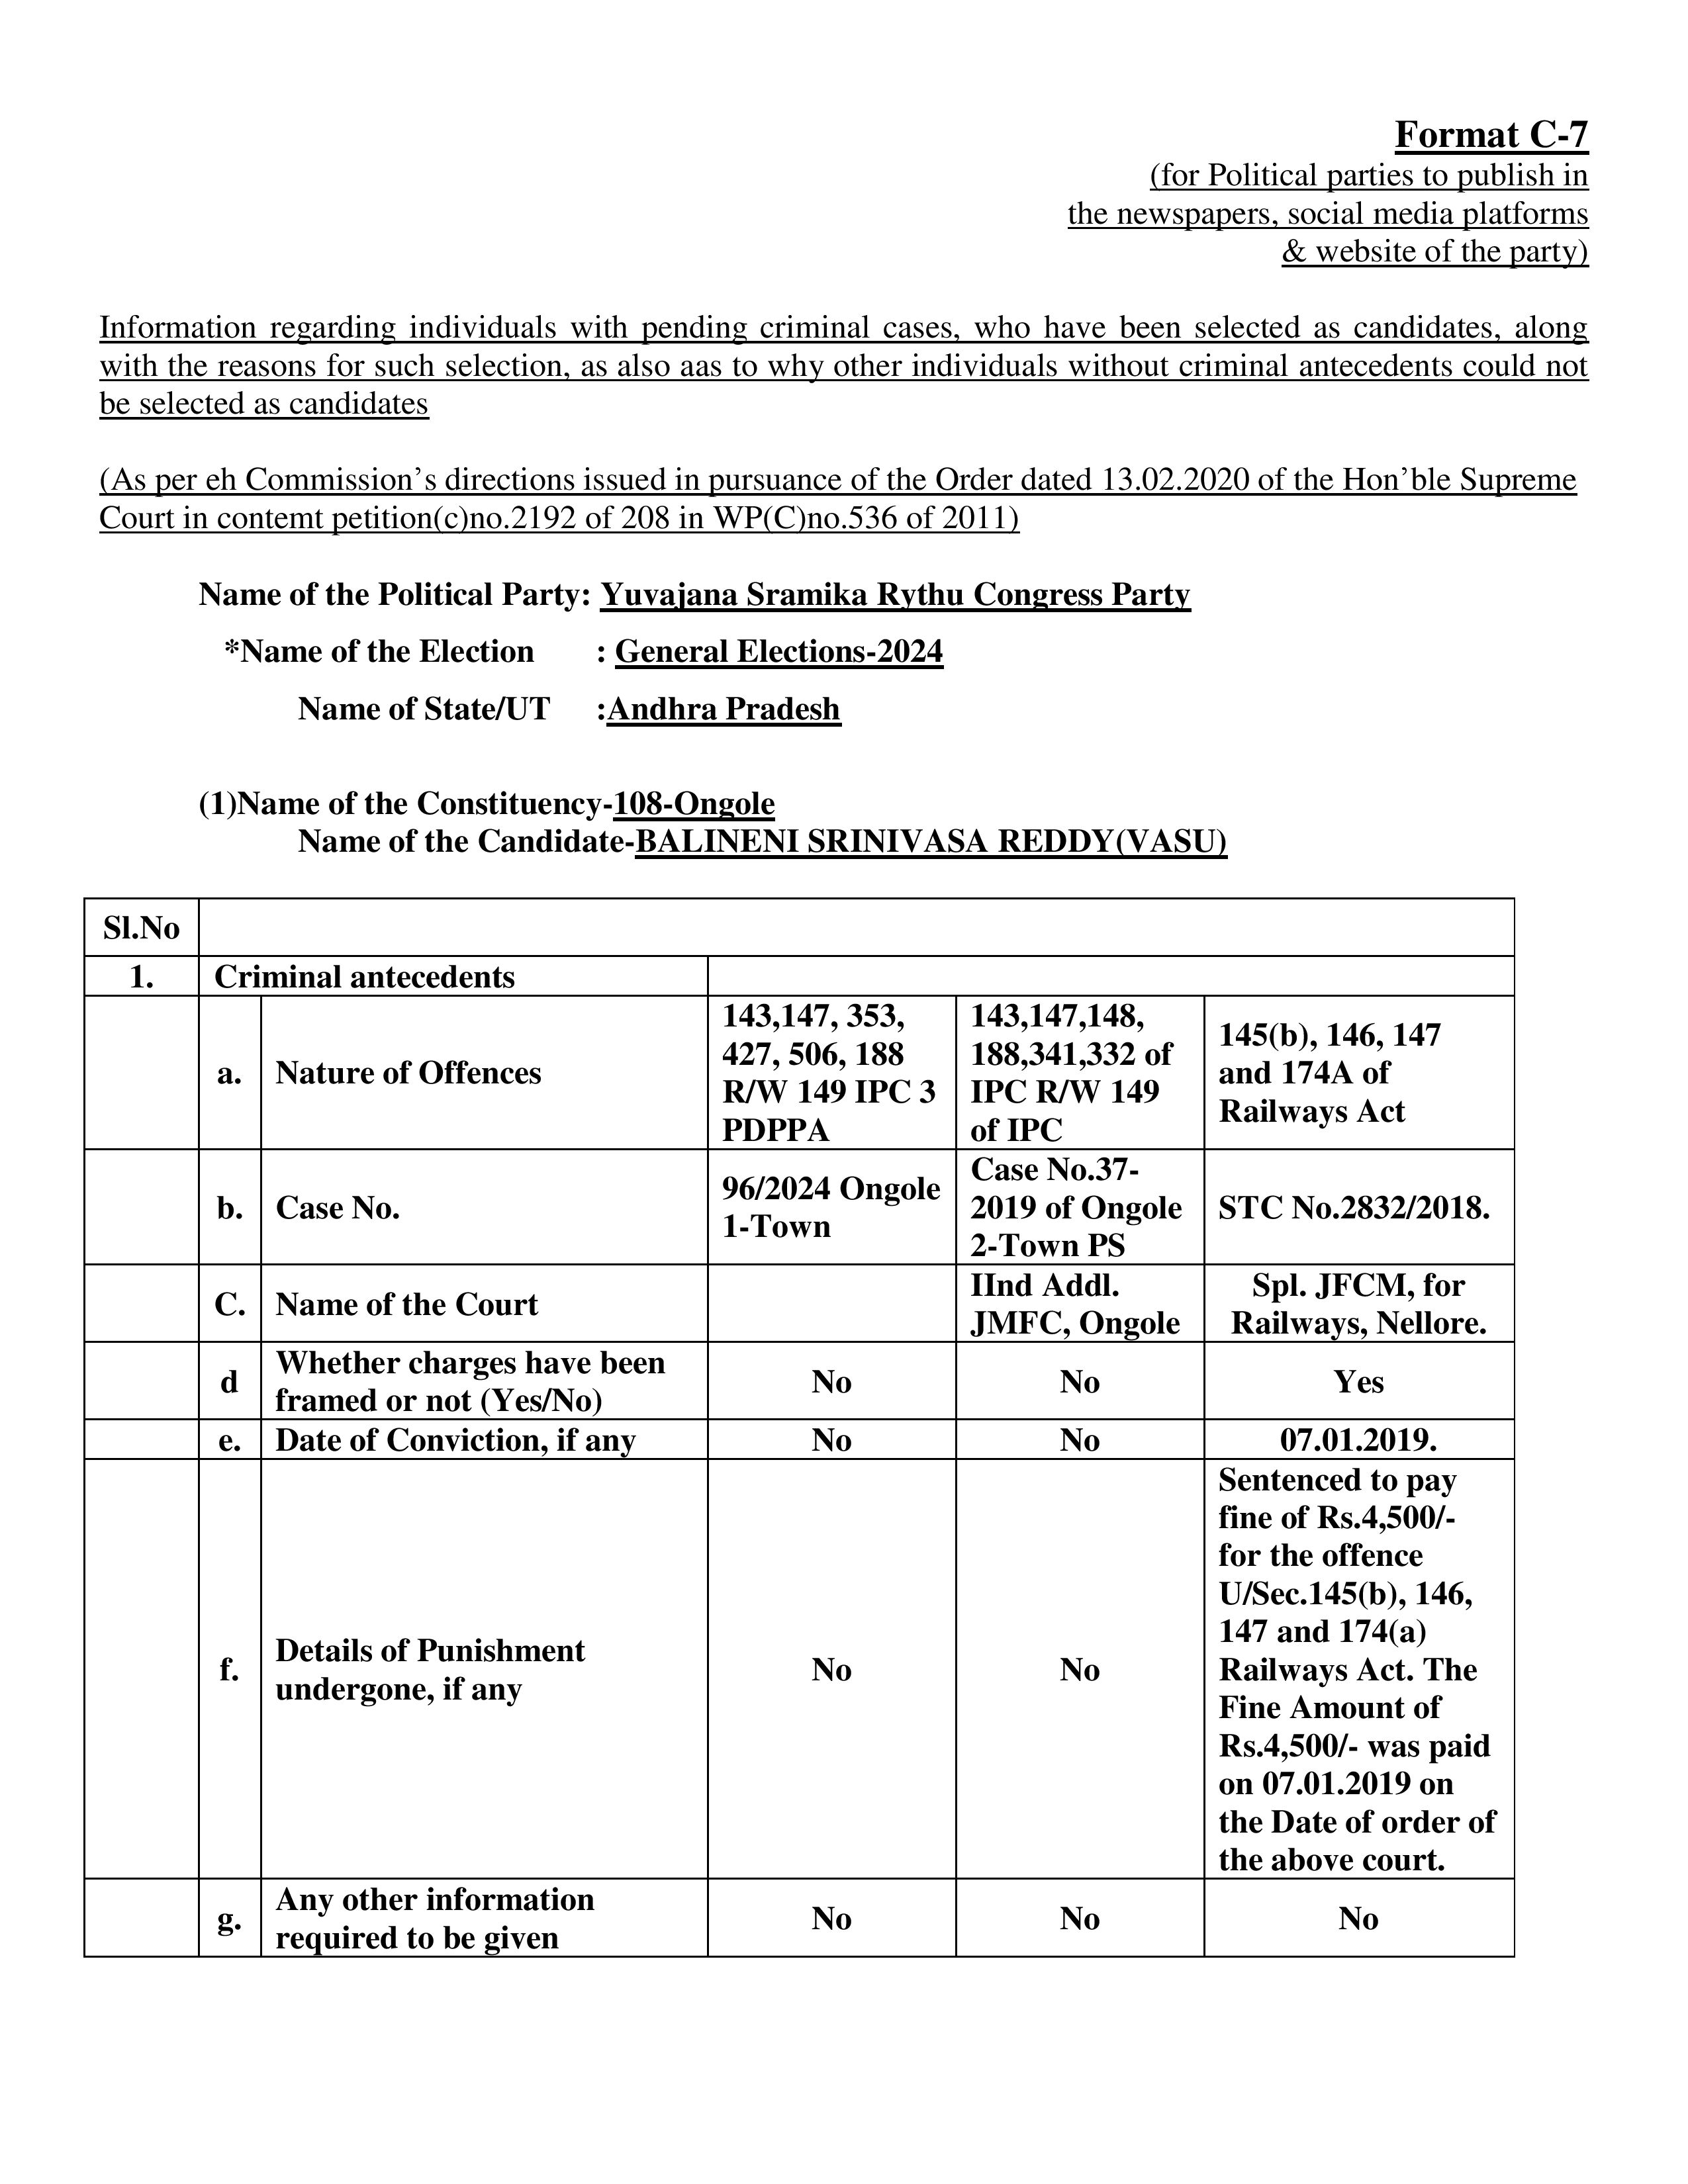 Format C-7
(for Political parties to publish in
the newspapers, social media platforms
& website of the party)
Information regarding individuals with pending criminal cases, who have been selected as candidates, along
with the reasons for such selection, as also aas to why other individuals without criminal antecedents could not
be selected as candidates
(As per eh Commission’s directions issued in pursuance of the Order dated 13.02.2020 of the Hon’ble Supreme
Court in contemt petition(c)no.2192 of 208 in WP(C)no.536 of 2011)
Name of the Political Party: Yuvajana Sramika Rythu Congress Party
*Name of the Election : General Elections-2024
Name of State/UT :Andhra Pradesh
(1)Name of the Constituency-108-Ongole
Name of the Candidate-BALINENI SRINIVASA REDDY(VASU)
Sl.No
1. Criminal antecedents
a. Nature of Offences
143,147, 353,
427, 506, 188
R/W 149 IPC 3
PDPPA
143,147,148,
188,341,332 of
IPC R/W 149
of IPC
145(b), 146, 147
and 174A of
Railways Act
b. Case No.
96/2024 Ongole
1-Town
Case No.37-
2019 of Ongole
2-Town PS
STC No.2832/2018.
C. Name of the Court
IInd Addl.
JMFC, Ongole
Spl. JFCM, for
Railways, Nellore.
d Whether charges have been
framed or not (Yes/No)
No No Yes
e. Date of Conviction, if any No No 07.01.2019.
f. Details of Punishment
undergone, if any
No No
Sentenced to pay
fine of Rs.4,500/-
for the offence
U/Sec.145(b), 146,
147 and 174(a)
Railways Act. The
Fine Amount of
Rs.4,500/- was paid
on 07.01.2019 on
the Date of order of
the above court.
g. Any other information
required to be given
No No No